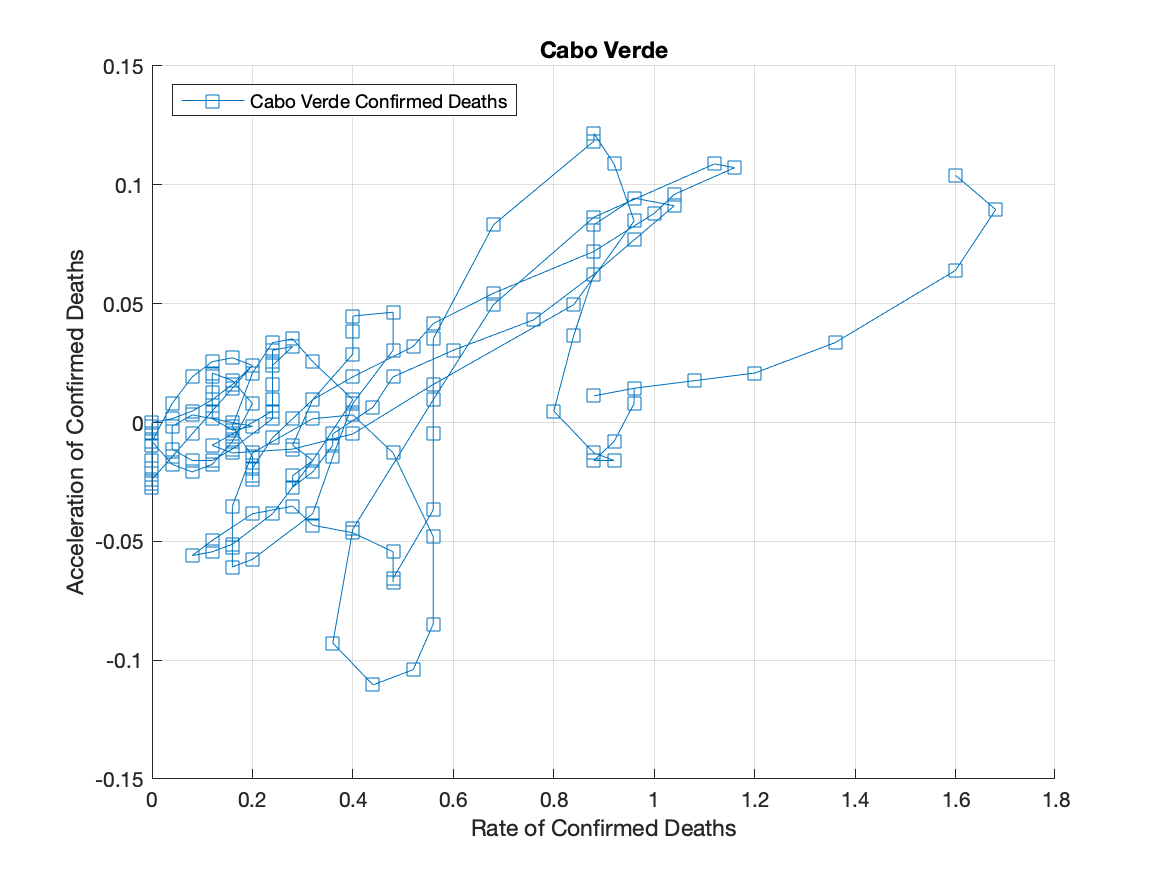 Cabo Verde
Cabo Verde Confirmed Deaths
0.15
0.1
0.05
0
-0.05
-0.1
-0.15
Acceleration of Confirmed Deaths
0 0.2 0.4 0.6 0.8 1 1.2 1.4 1.6 1.8
Rate of Confirmed Deaths